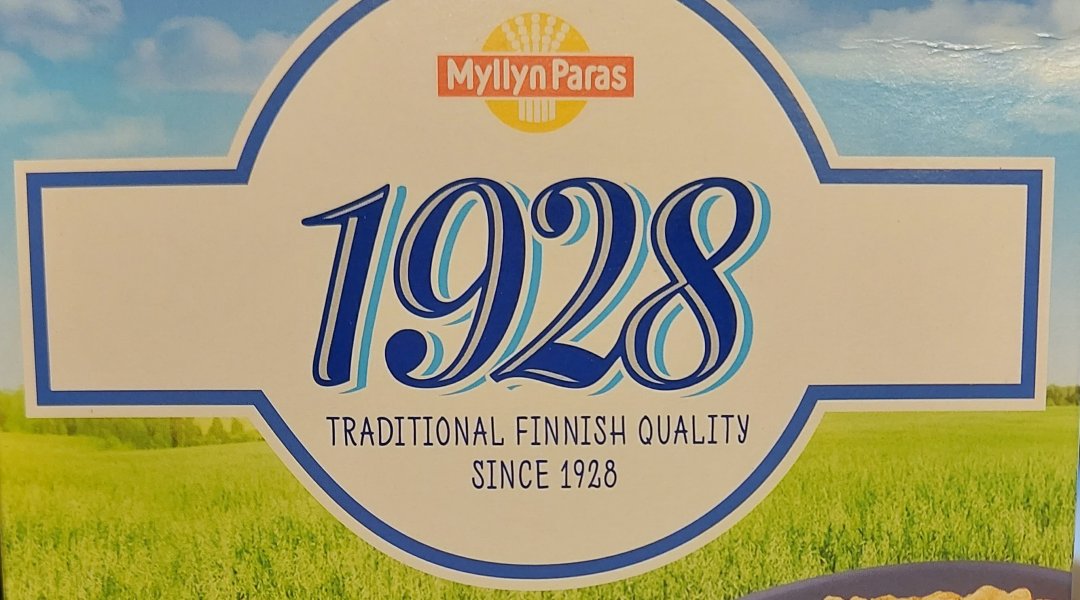 Myllyn Paras
1928
TRADITIONAL FINNISH QUALITY
SINCE 1928